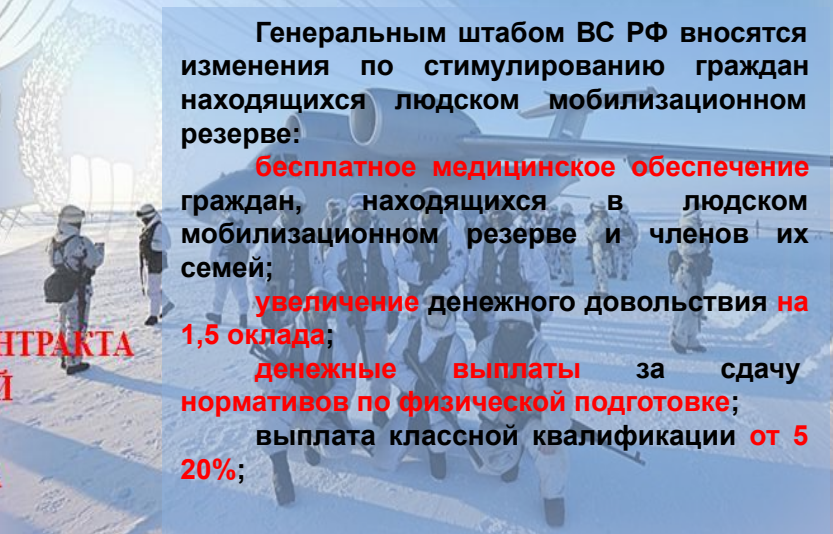 Генеральным штабом ВС РФ вносятся
изменения по стимулированию граждан
находящихся людском мобилизационном
резерве:
бесплатное медицинское обеспечение
граждан, находящихся в людском
мобилизационном резерве и членов их
семей;
увеличение денежного довольствия на
1,5 оклада;
денежные выплаты за сдачу
нормативов по физической подготовке;
выплата классной квалификации от 5
20%;
НТРАКТА
Й